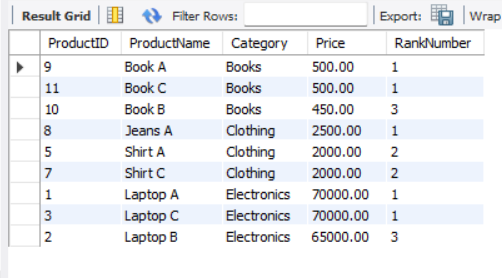 Result Grid Filter Rows: Export: Wrap
ProductID ProductName Category Price RankNumber
9 Book A Books 500.00 1
11 Book C Books 500.00 1
10 Book B Books 450.00 3
8 Jeans A Clothing 2500.00 1
5 Shirt A Clothing 2000.00 2
7 Shirt C Clothing 2000.00 2
1 Laptop A Electronics 70000.00 1
3 Laptop C Electronics 70000.00 1
2 Laptop B Electronics 65000.00 3